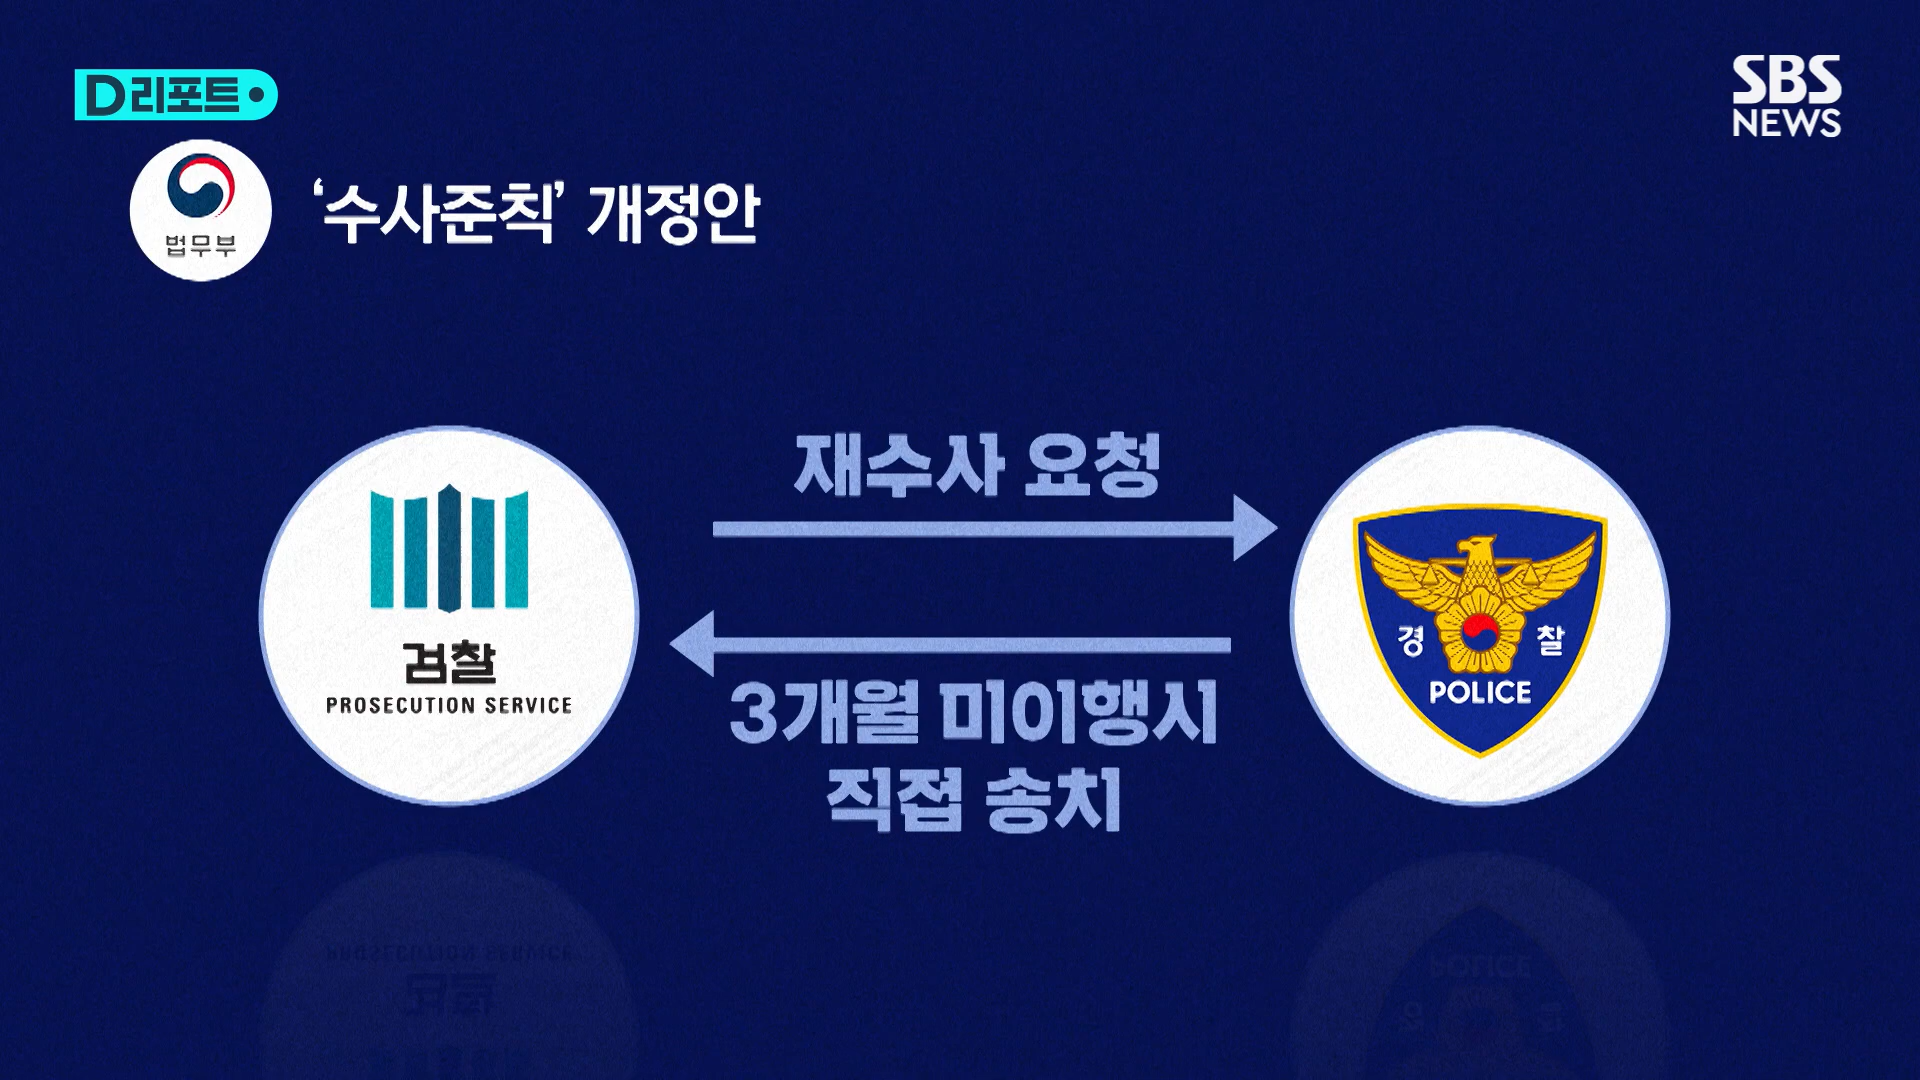 D리포트
SBS
NEWS
법무부
‘수사준칙’ 개정안
재수사 요청
검찰
PROSECUTION SERVICE
경 찰
POLICE
3개월 미이행시
직접 송치